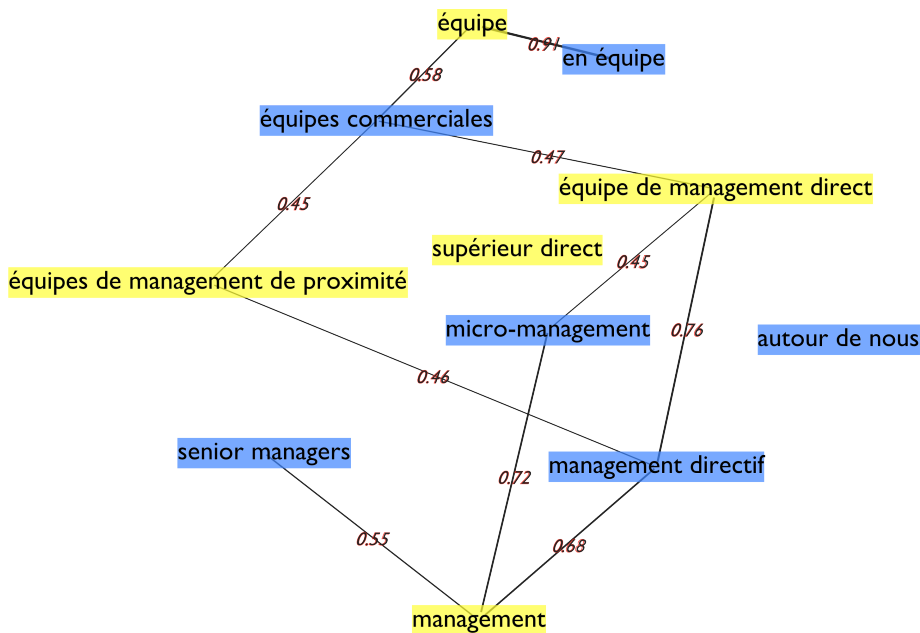 équipe
0.91
en équipe
0.58
équipes commerciales
0.47
équipe de management direct
0.45
supérieur direct
0.45
équipes de management de proximité
micro-management
0.76
autour de nous
0.46
senior managers
management directif
0.72
0.55
0.68
management